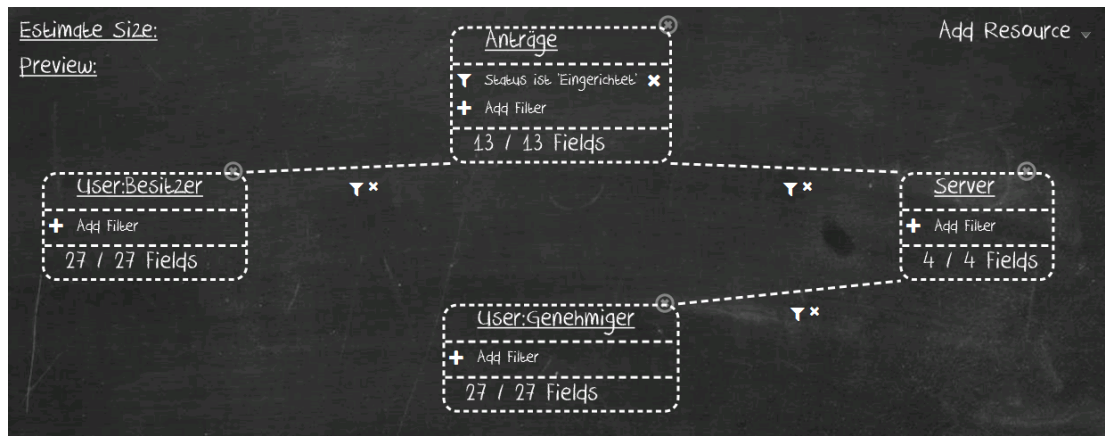 Estimate Size:
Preview:
Add Resource
Anträge
Status ist 'Eingerichtet'
Add Filter
13 / 13 Fields
User:Besitzer
Add Filter
27 / 27 Fields
Server
Add Filter
4 / 4 Fields
User:Genehmiger
Add Filter
27 / 27 Fields